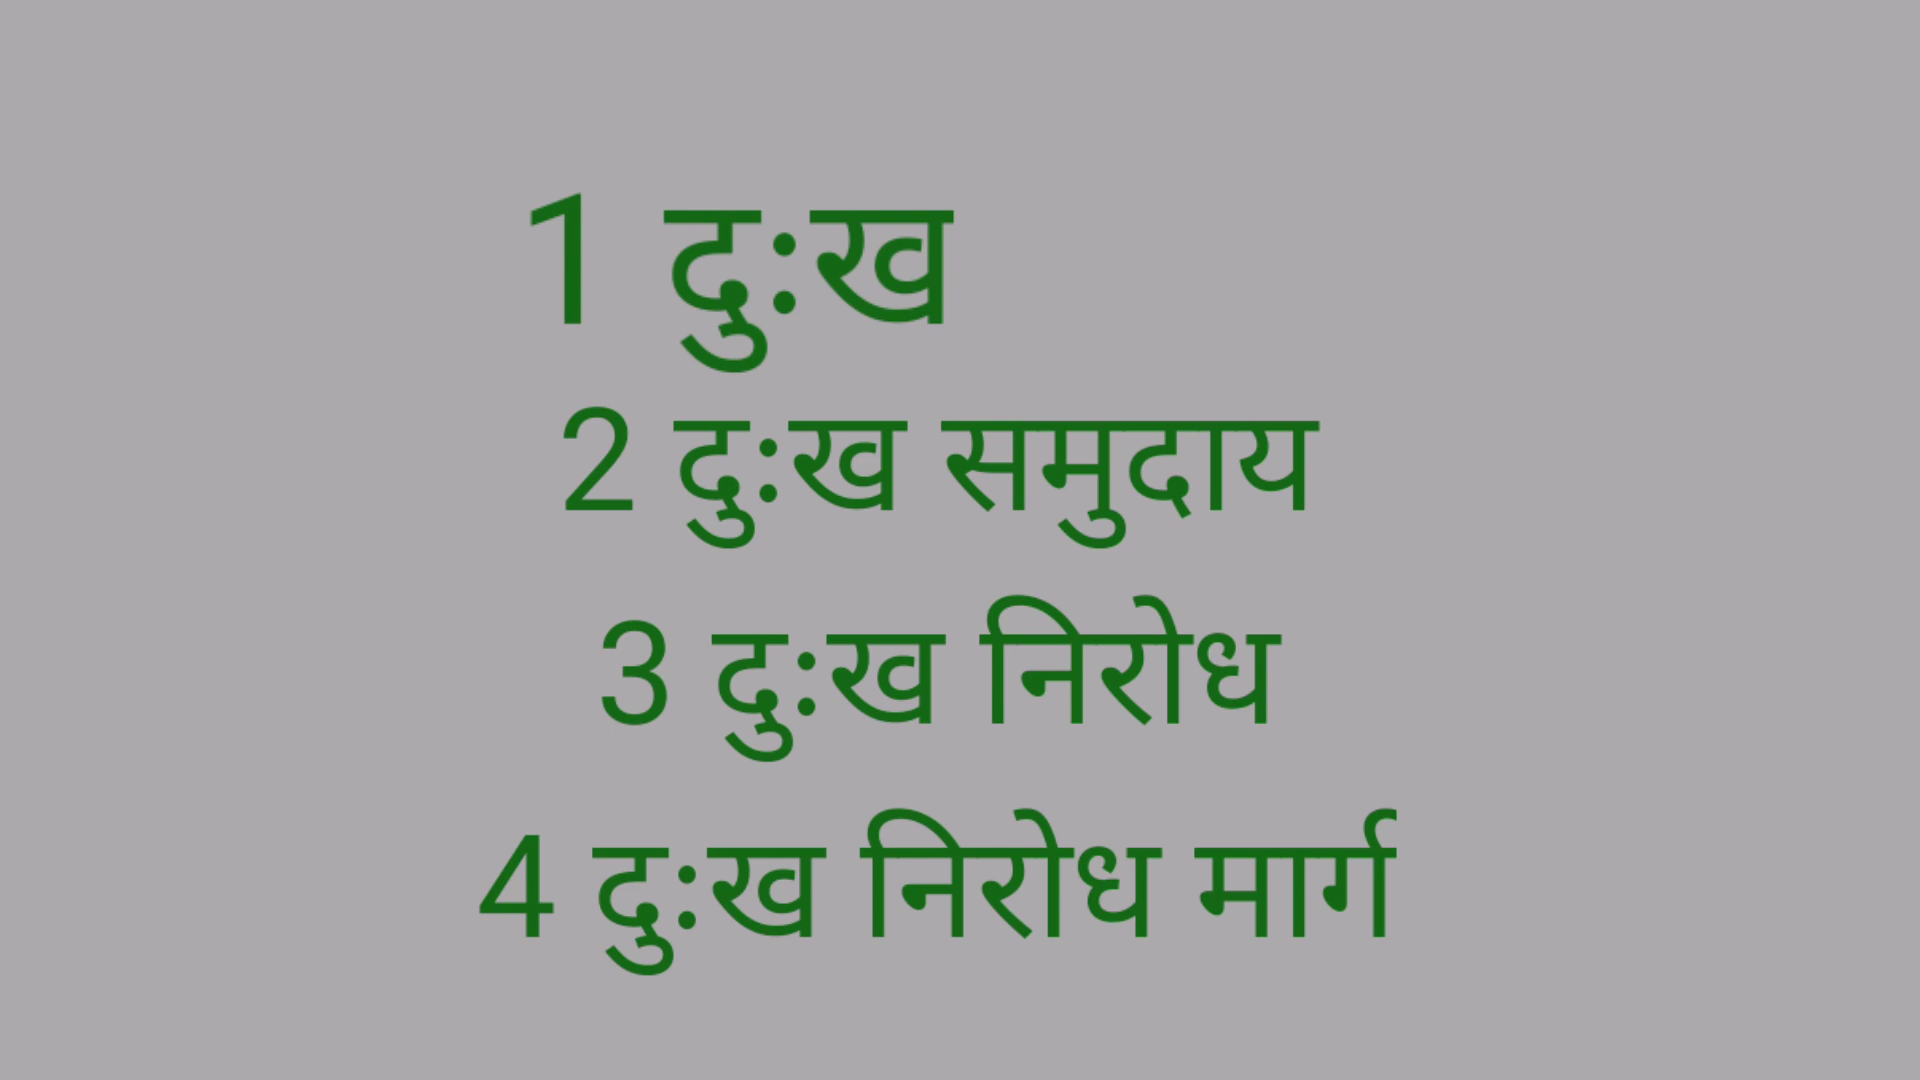 1 दुःख
2 दुःख समुदाय
3 दुःख निरोध
4 दुःख निरोध मार्ग